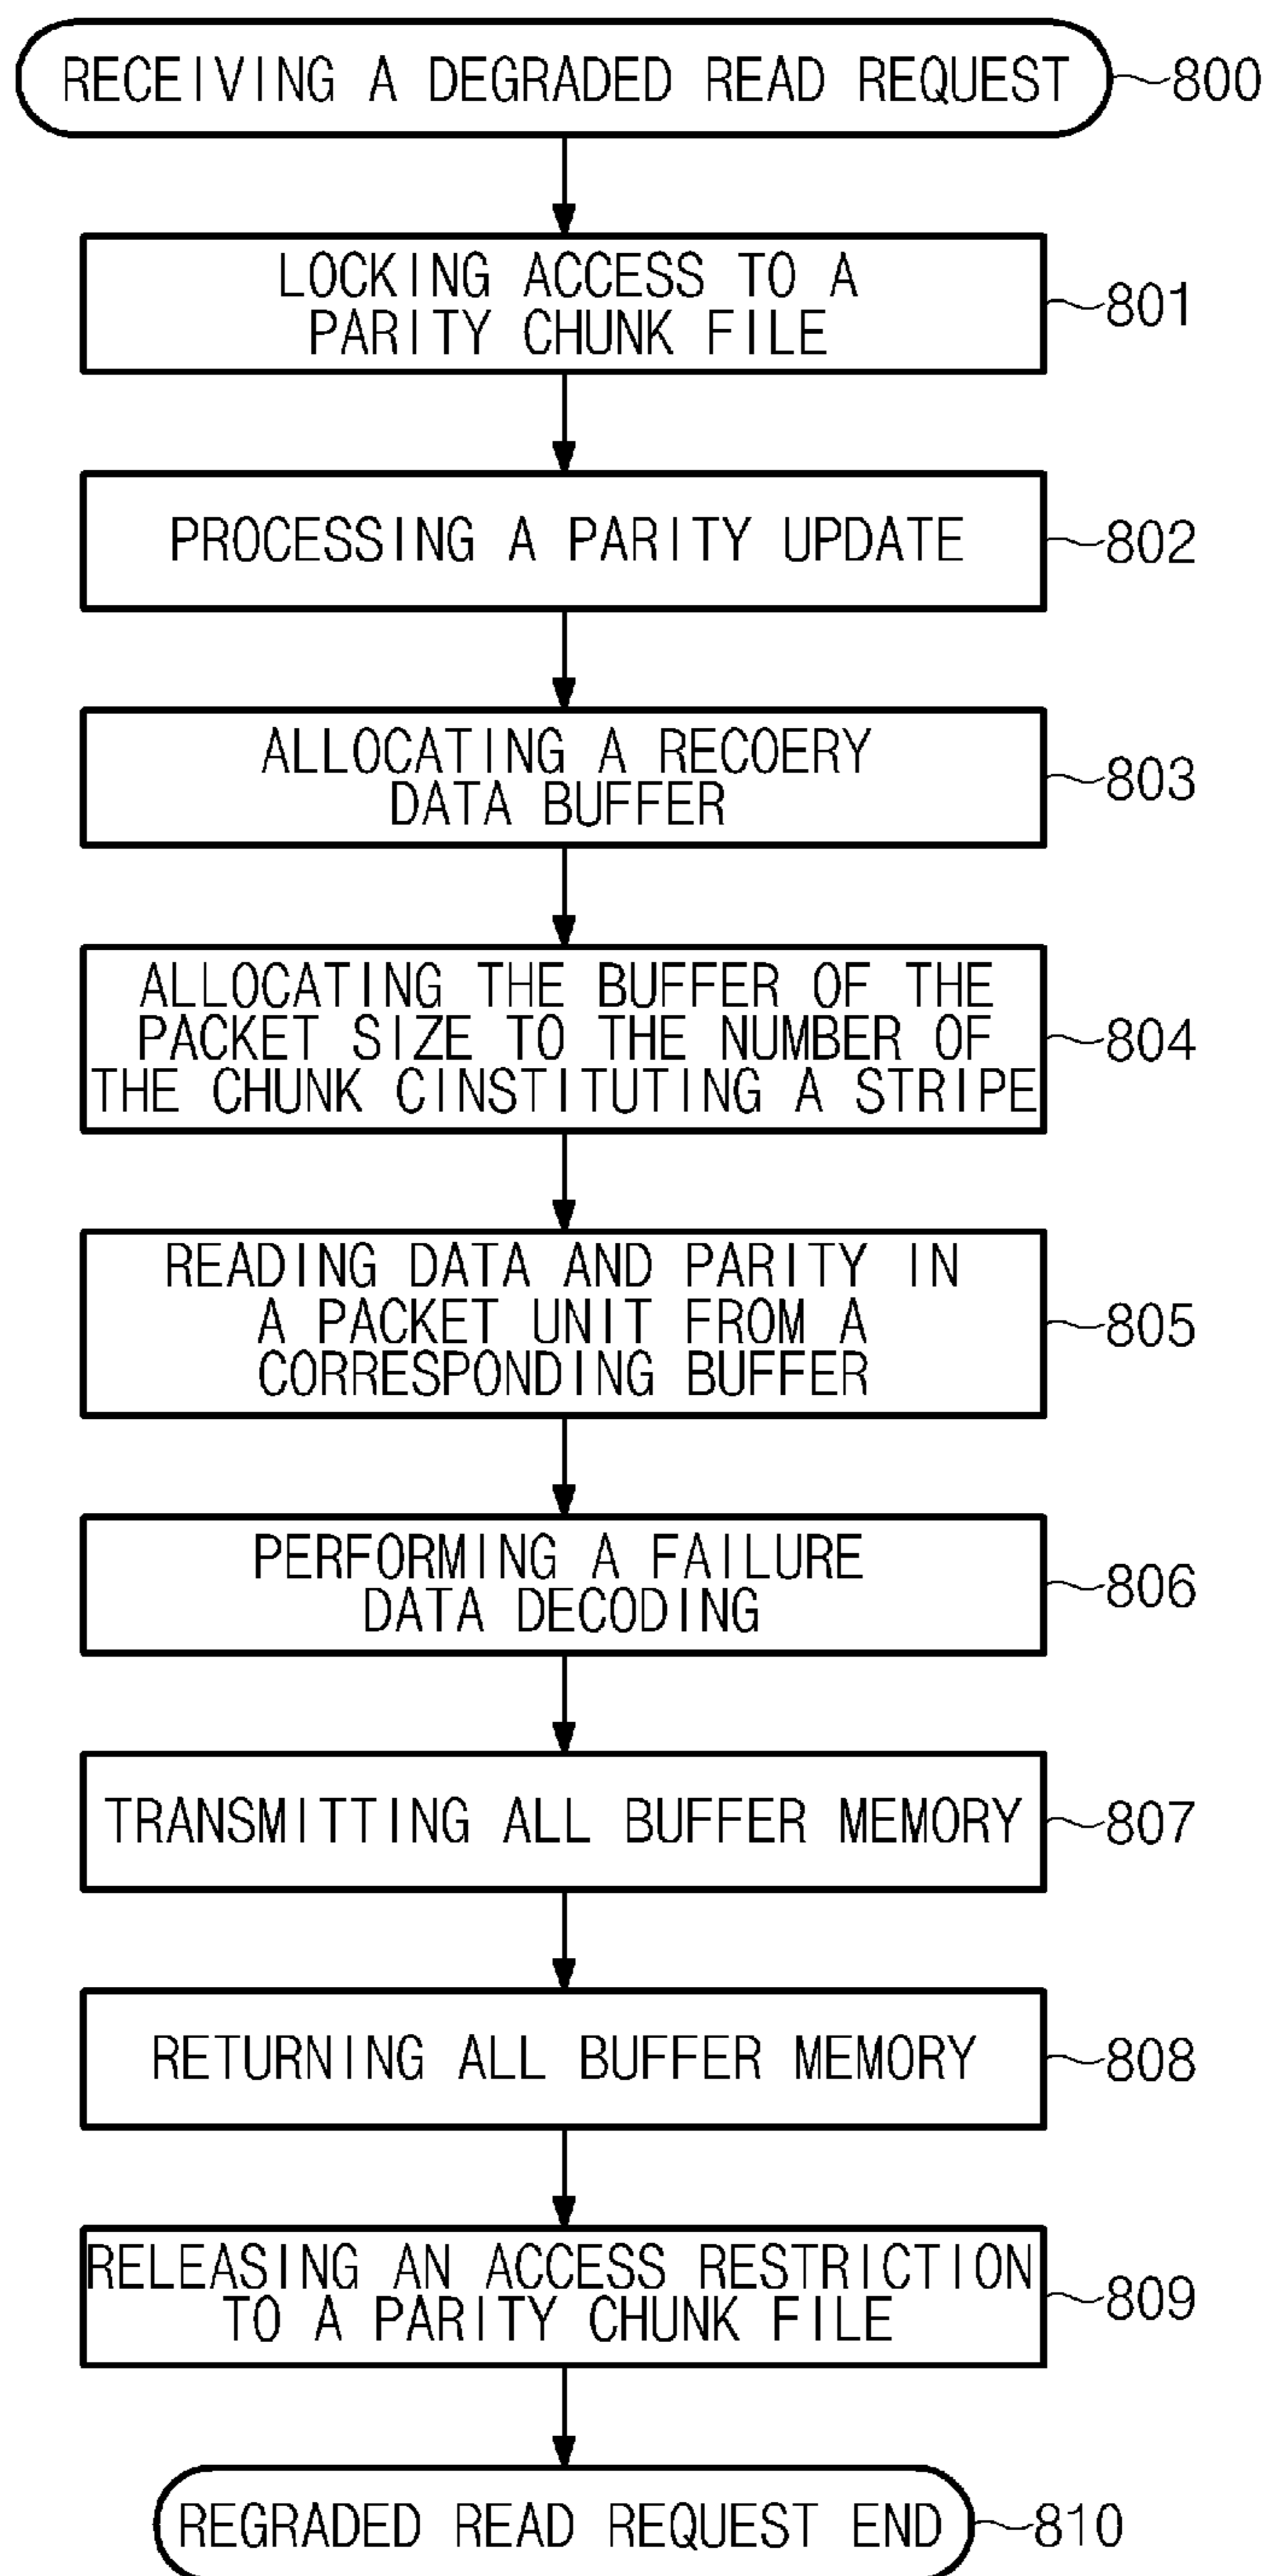 RECEIVING A DEGRADED READ REQUEST
800
LOCKING ACCESS TO A
PARITY CHUNK FILE
801
PROCESSING A PARITY UPDATE
802
ALLOCATING A RECOERY
DATA BUFFER
803
ALLOCATING THE BUFFER OF THE
PACKET SIZE TO THE NUMBER OF
THE CHUNK CINSTITUTING A STRIPE
804
READING DATA AND PARITY IN
A PACKET UNIT FROM A
CORRESPONDING BUFFER
805
PERFORMING A FAILURE
DATA DECODING
806
TRANSMITTING ALL BUFFER MEMORY
807
RETURNING ALL BUFFER MEMORY
808
RELEASING AN ACCESS RESTRICTION
TO A PARITY CHUNK FILE
809
REGRADED READ REQUEST END
810